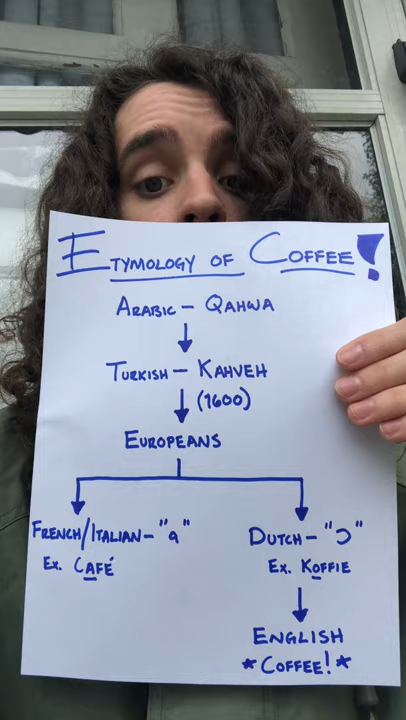 ETYMOLOGY OF COFFEE!
ARABIC – QAHWA
TURKISH – KAHVEH
(1600)
EUROPEANS
FRENCH/ITALIAN – "a"
Ex. CAFÉ
DUTCH – "ɔ"
Ex. KOFFIE
ENGLISH
*COFFEE!*